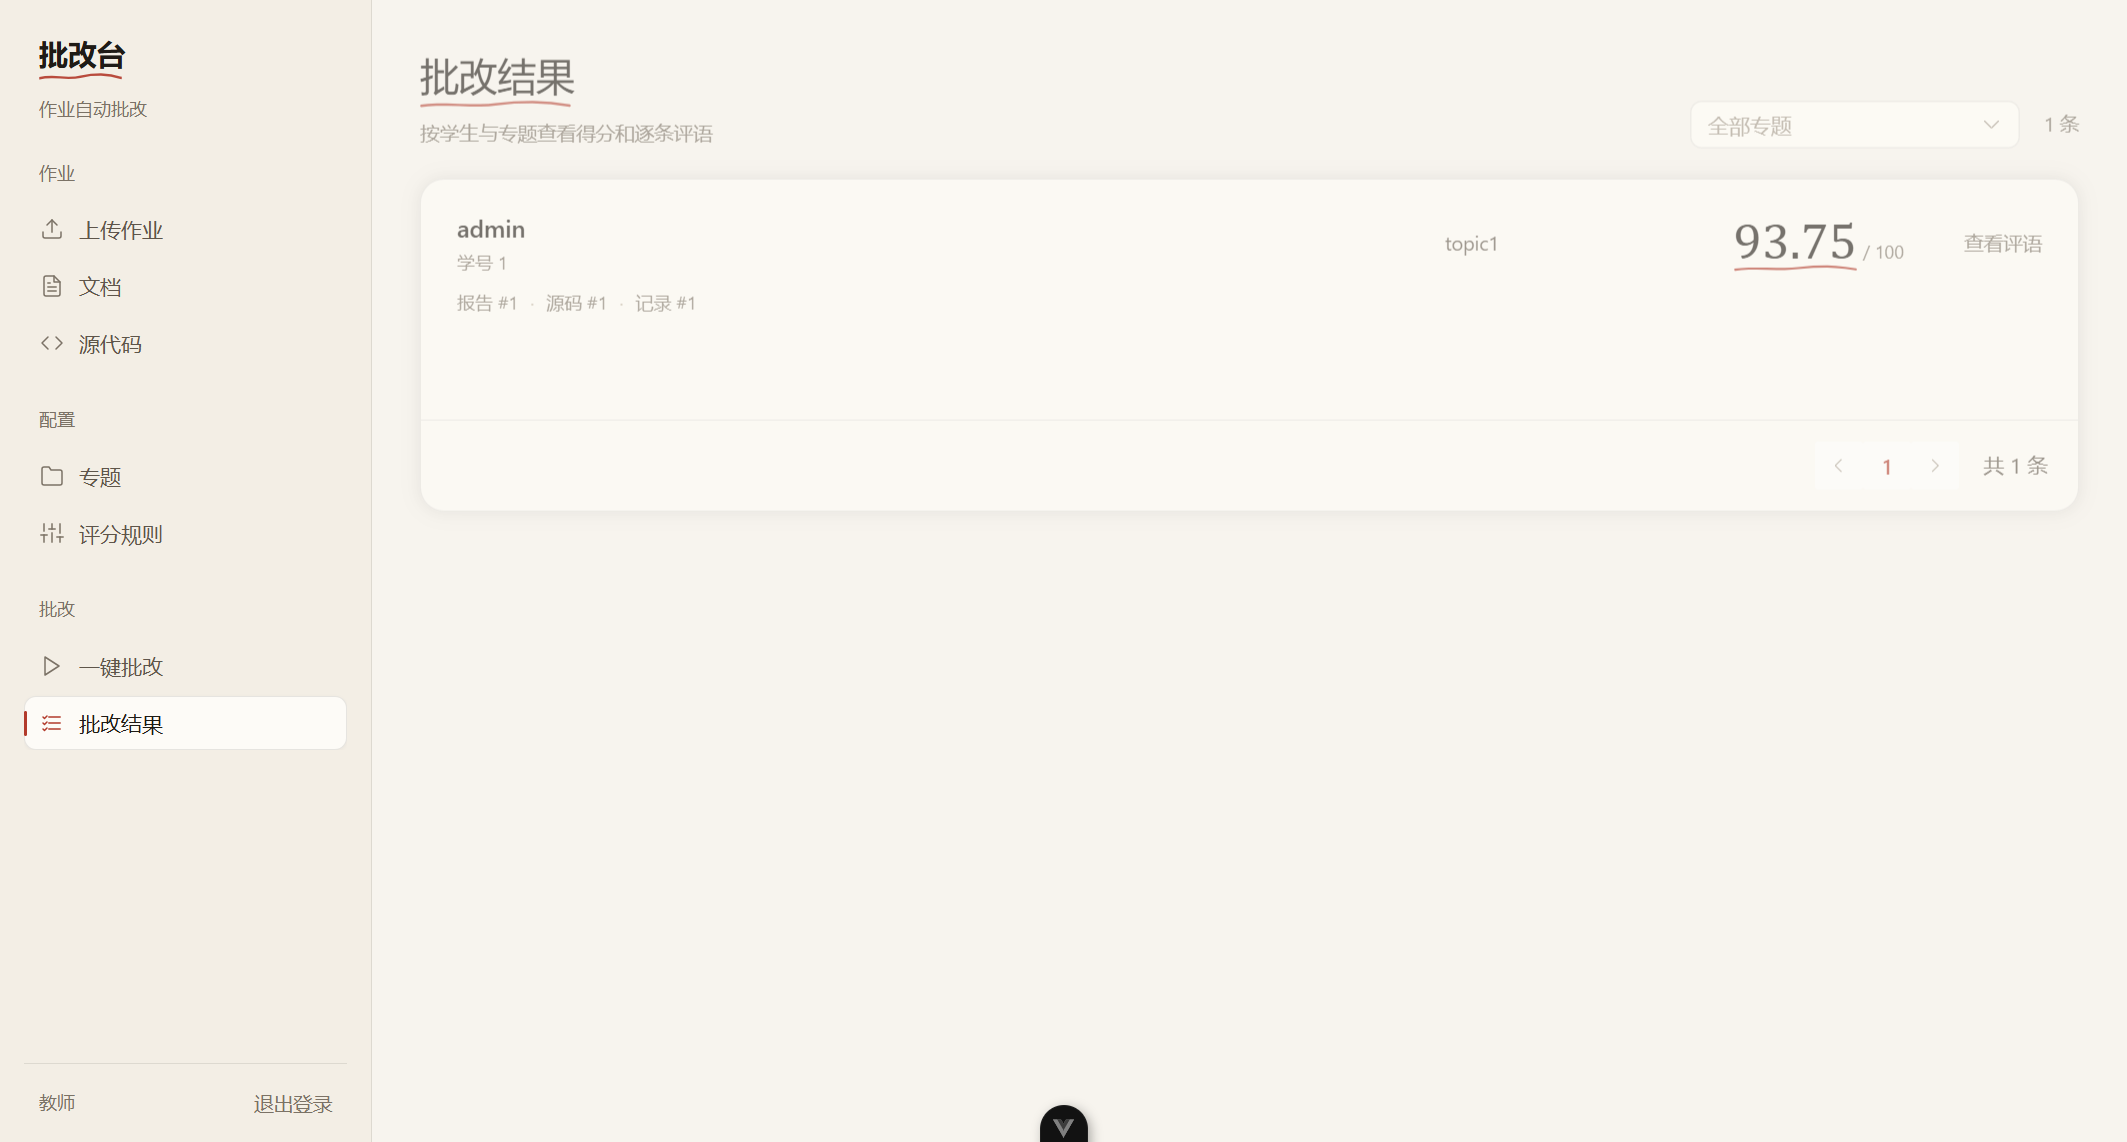 批改台
作业自动批改
作业
上传作业
文档
源代码
配置
专题
评分规则
批改
一键批改
批改结果
教师
退出登录
批改结果
按学生与专题查看得分和逐条评语
全部专题
1 条
admin
学号 1
报告 #1 · 源码 #1 · 记录 #1
topic1
93.75 / 100
查看评语
1
共 1 条